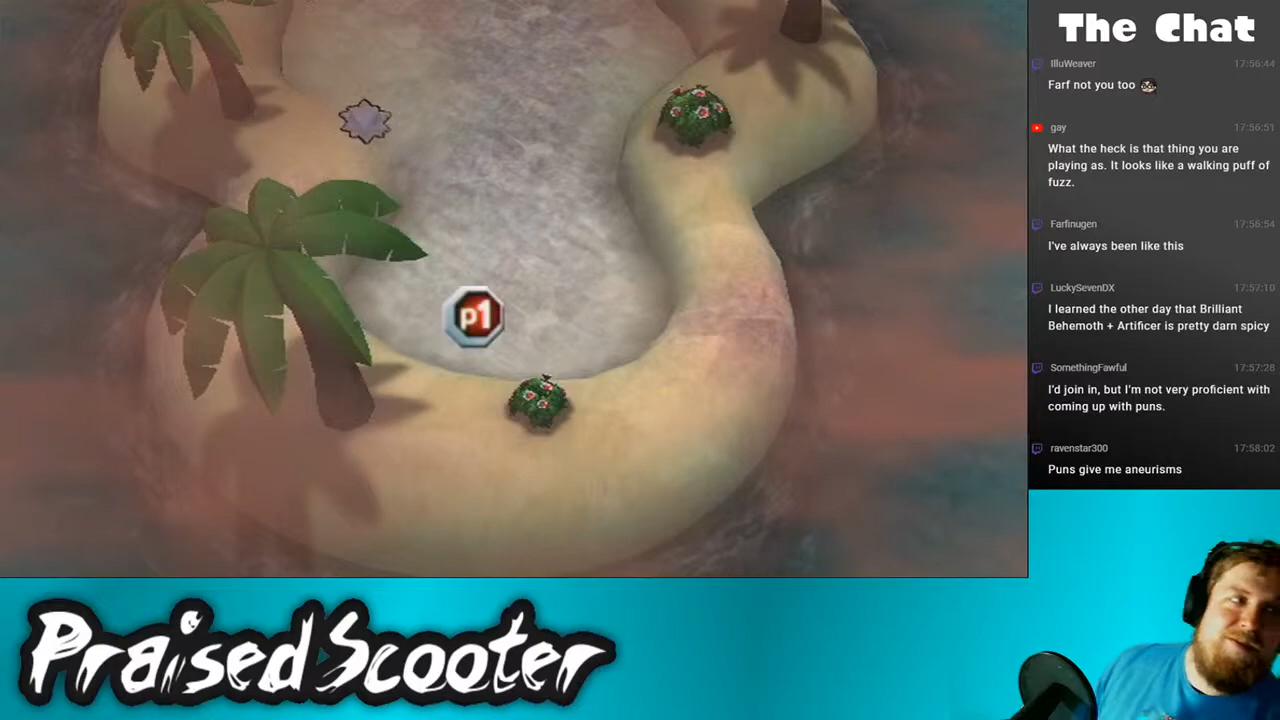 The Chat
IlluWeaver 17:56:44
Farf not you too
gay 17:56:51
What the heck is that thing you are
playing as. It looks like a walking puff of
fuzz.
Farfinugen 17:56:54
I've always been like this
LuckySevenDX 17:57:10
I learned the other day that Brilliant
Behemoth + Artificer is pretty darn spicy
SomethingFawful 17:57:28
I'd join in, but I'm not very proficient with
coming up with puns.
ravenstar300 17:58:02
Puns give me aneurisms
p1
PraisedScooter